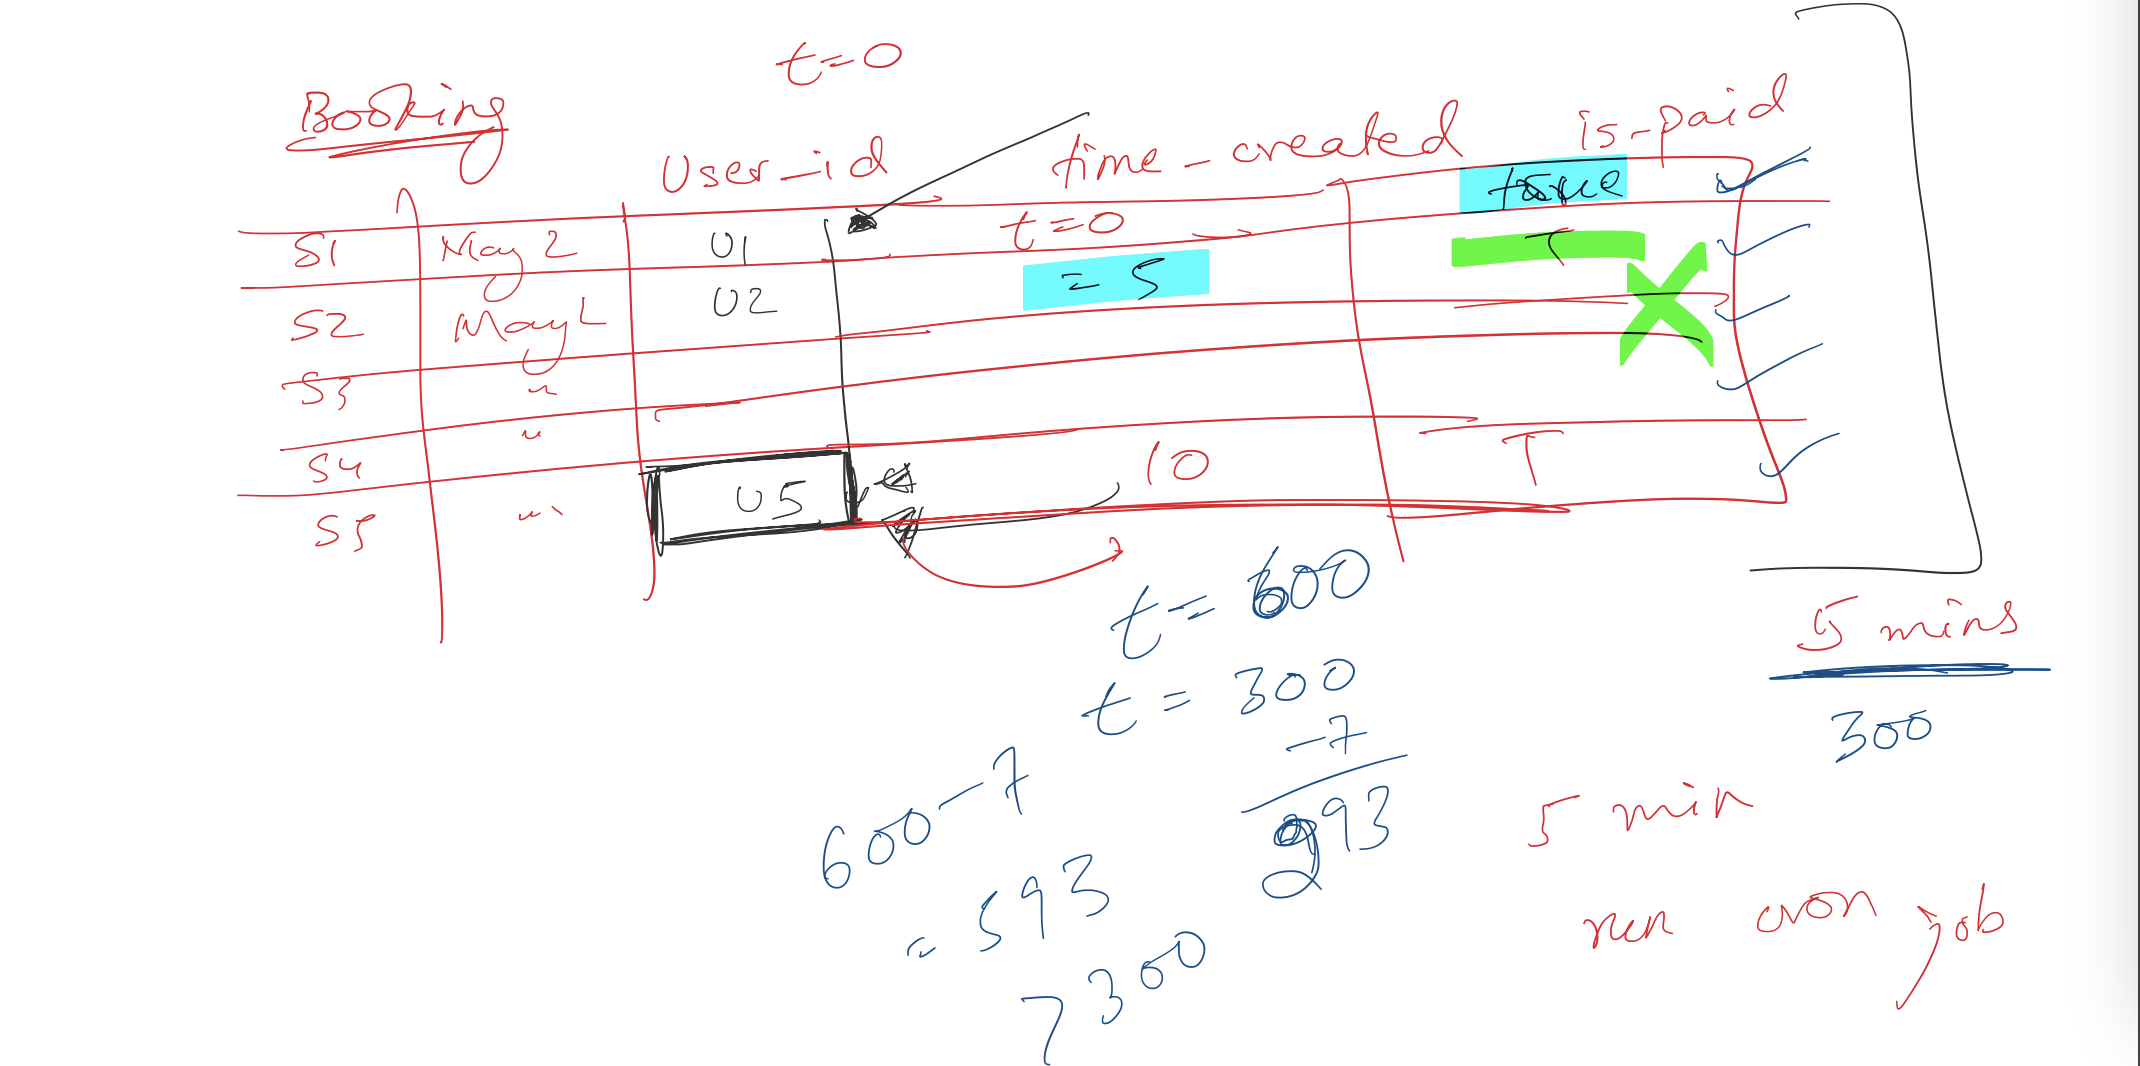 t=0
Booking
User_id
time_created
is_paid
true
S1 May 2 U1 t=0 T
S2 May 2 U2 = 5
S3 "
S4 "
S5 " U5 10 T
t = 600
5 mins
t = 300
300
-7
600-7
293
5 min
= 593
run cron job
> 300